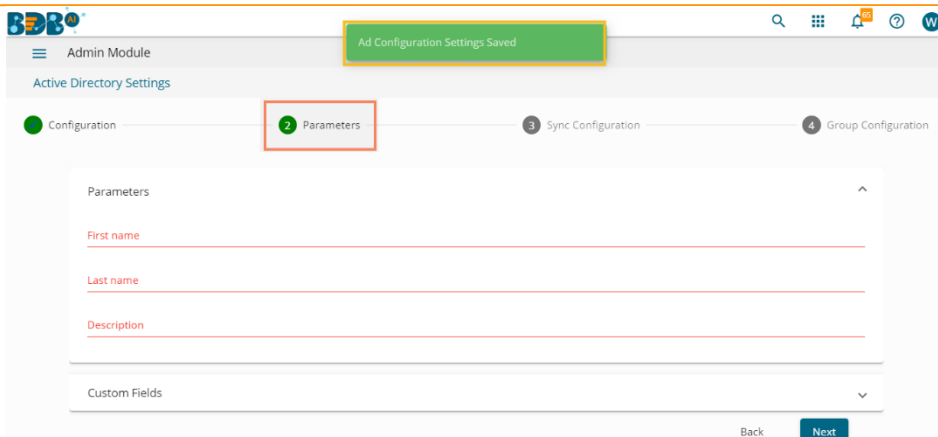 BDB AI
65
W
Ad Configuration Settings Saved
Admin Module
Active Directory Settings
Configuration
2 Parameters
3 Sync Configuration
4 Group Configuration
Parameters
First name
Last name
Description
Custom Fields
Back
Next